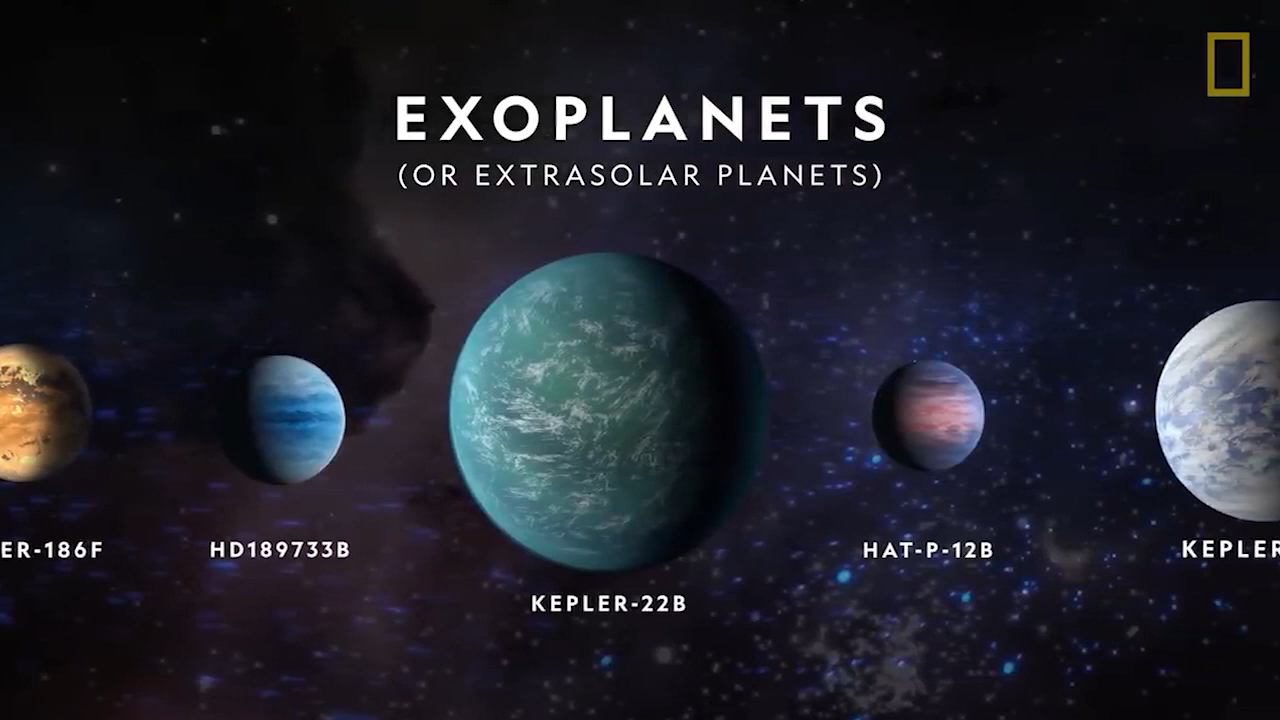 EXOPLANETS
(OR EXTRASOLAR PLANETS)
ER-186F
HD189733B
KEPLER-22B
HAT-P-12B
KEPLER